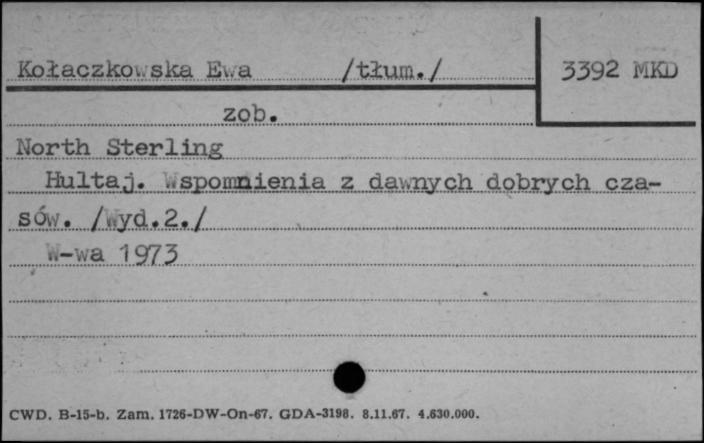 Kołaczkowska Ewa /tłum./ 3392 MKD
zob.
North Sterling
Hultaj. Wspomnienia z dawnych dobrych cza-
sów. /Wyd.2./
W-wa 1973
CWD. B-15-b. Zam. 1726-DW-On-67. GDA-3198. 8.11.67. 4.630.000.